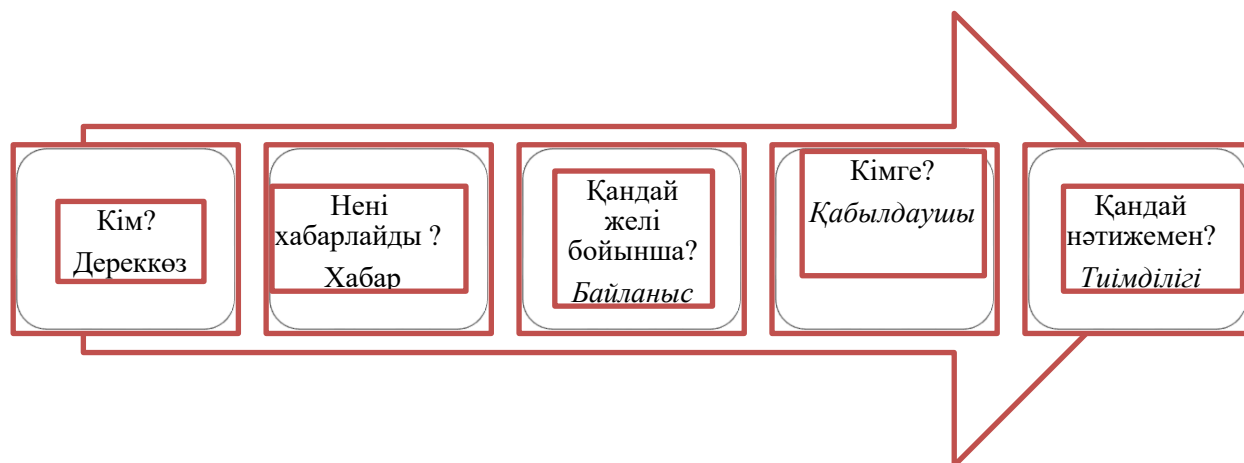 Кім?
Дереккөз
Нені
хабарлайды ?
Хабар
Қандай
желі
бойынша?
Байланыс
Кімге?
Қабылдаушы
Қандай
нәтижемен?
Тиімділігі